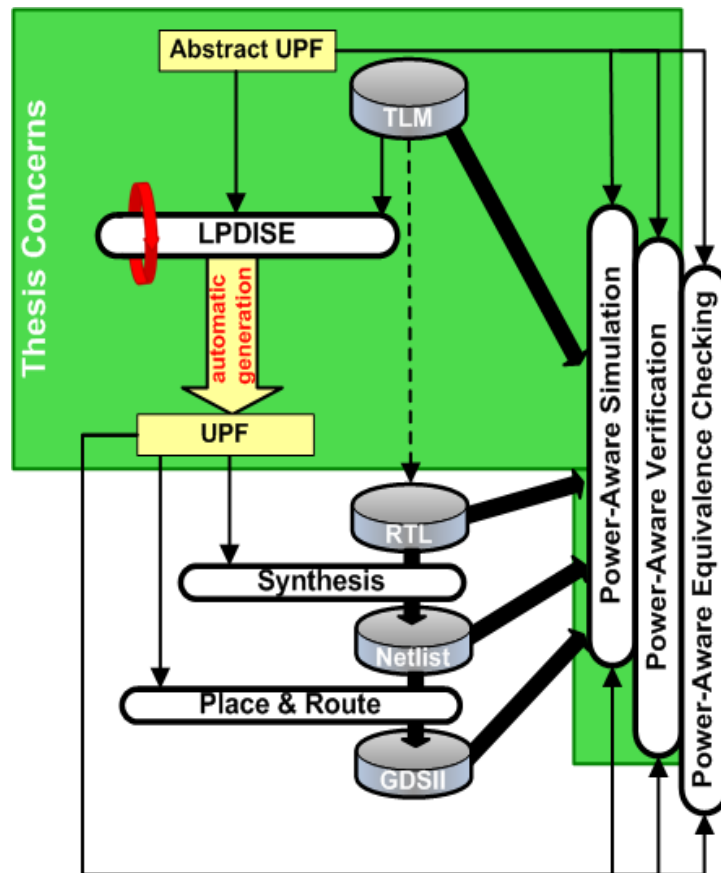 Abstract UPF
TLM
Thesis Concerns
LPDISE
automatic
generation
UPF
RTL
Synthesis
Netlist
Place & Route
GDSII
Power-Aware Simulation
Power-Aware Verification
Power-Aware Equivalence Checking